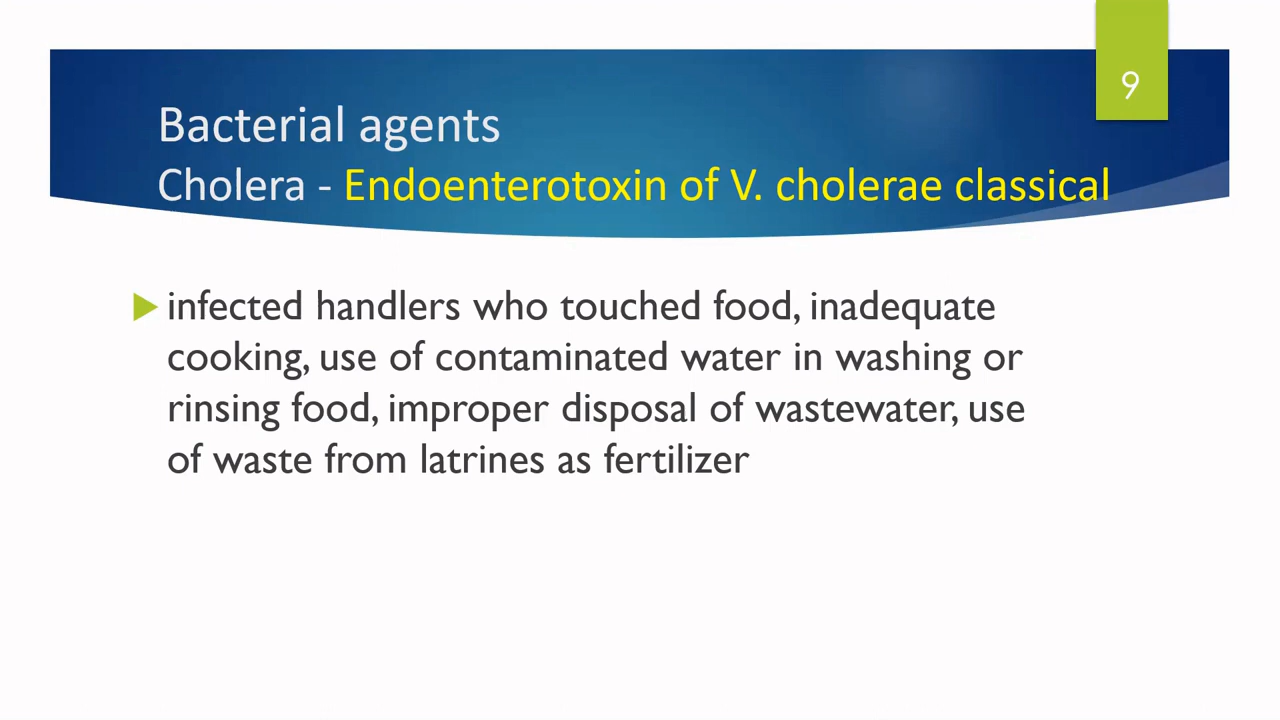 9
Bacterial agents
Cholera - Endoenterotoxin of V. cholerae classical
infected handlers who touched food, inadequate
cooking, use of contaminated water in washing or
rinsing food, improper disposal of wastewater, use
of waste from latrines as fertilizer